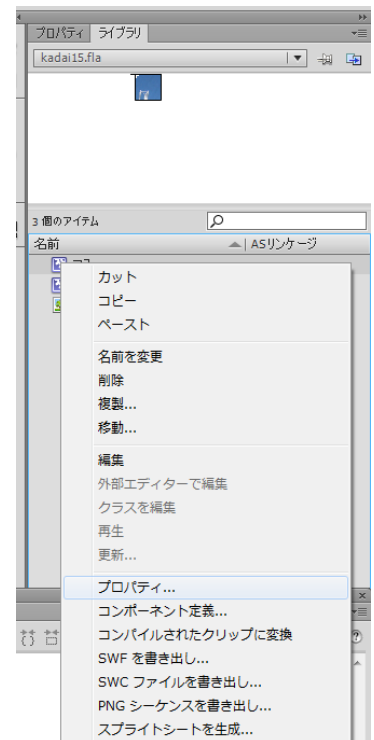 プロパティ ライブラリ
kadai15.fla
3 個のアイテム
名前 ASリンケージ
カット
コピー
ペースト
名前を変更
削除
複製...
移動...
編集
外部エディターで編集
クラスを編集
再生
更新...
プロパティ...
コンポーネント定義...
コンパイルされたクリップに変換
SWF を書き出し...
SWC ファイルを書き出し...
PNG シーケンスを書き出し...
スプライトシートを生成...